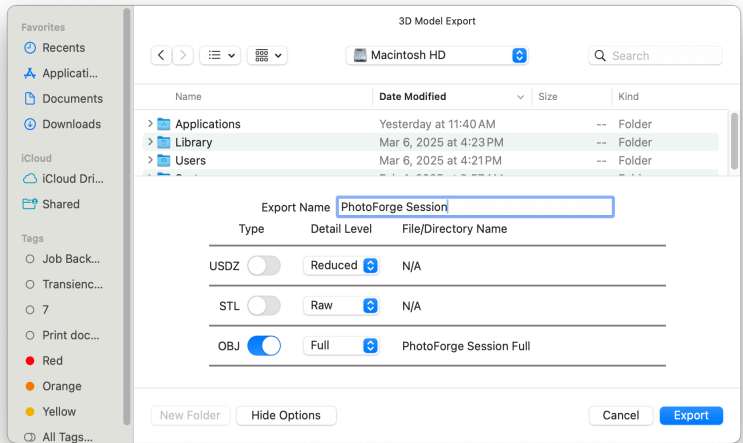 3D Model Export
Favorites
Recents
Applicati...
Documents
Downloads
iCloud
iCloud Dri...
Shared
Tags
Job Back...
Transienc...
7
Print doc...
Red
Orange
Yellow
All Tags...
Macintosh HD
Search
Name Date Modified Size Kind
Applications Yesterday at 11:40 AM -- Folder
Library Mar 6, 2025 at 4:23 PM -- Folder
Users Mar 6, 2025 at 4:21 PM -- Folder
Export Name PhotoForge Session
Type Detail Level File/Directory Name
USDZ Reduced N/A
STL Raw N/A
OBJ Full PhotoForge Session Full
New Folder Hide Options Cancel Export